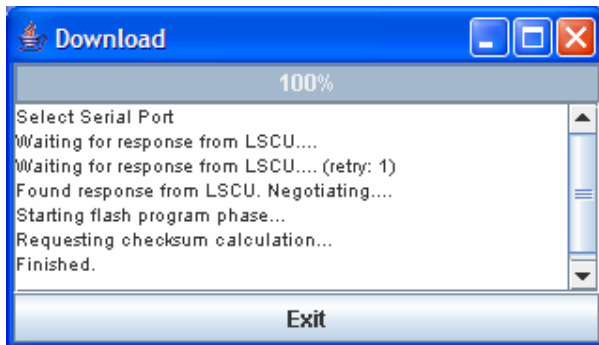 Download
100%
Select Serial Port
Waiting for response from LSCU....
Waiting for response from LSCU.... (retry: 1)
Found response from LSCU. Negotiating....
Starting flash program phase...
Requesting checksum calculation...
Finished.
Exit